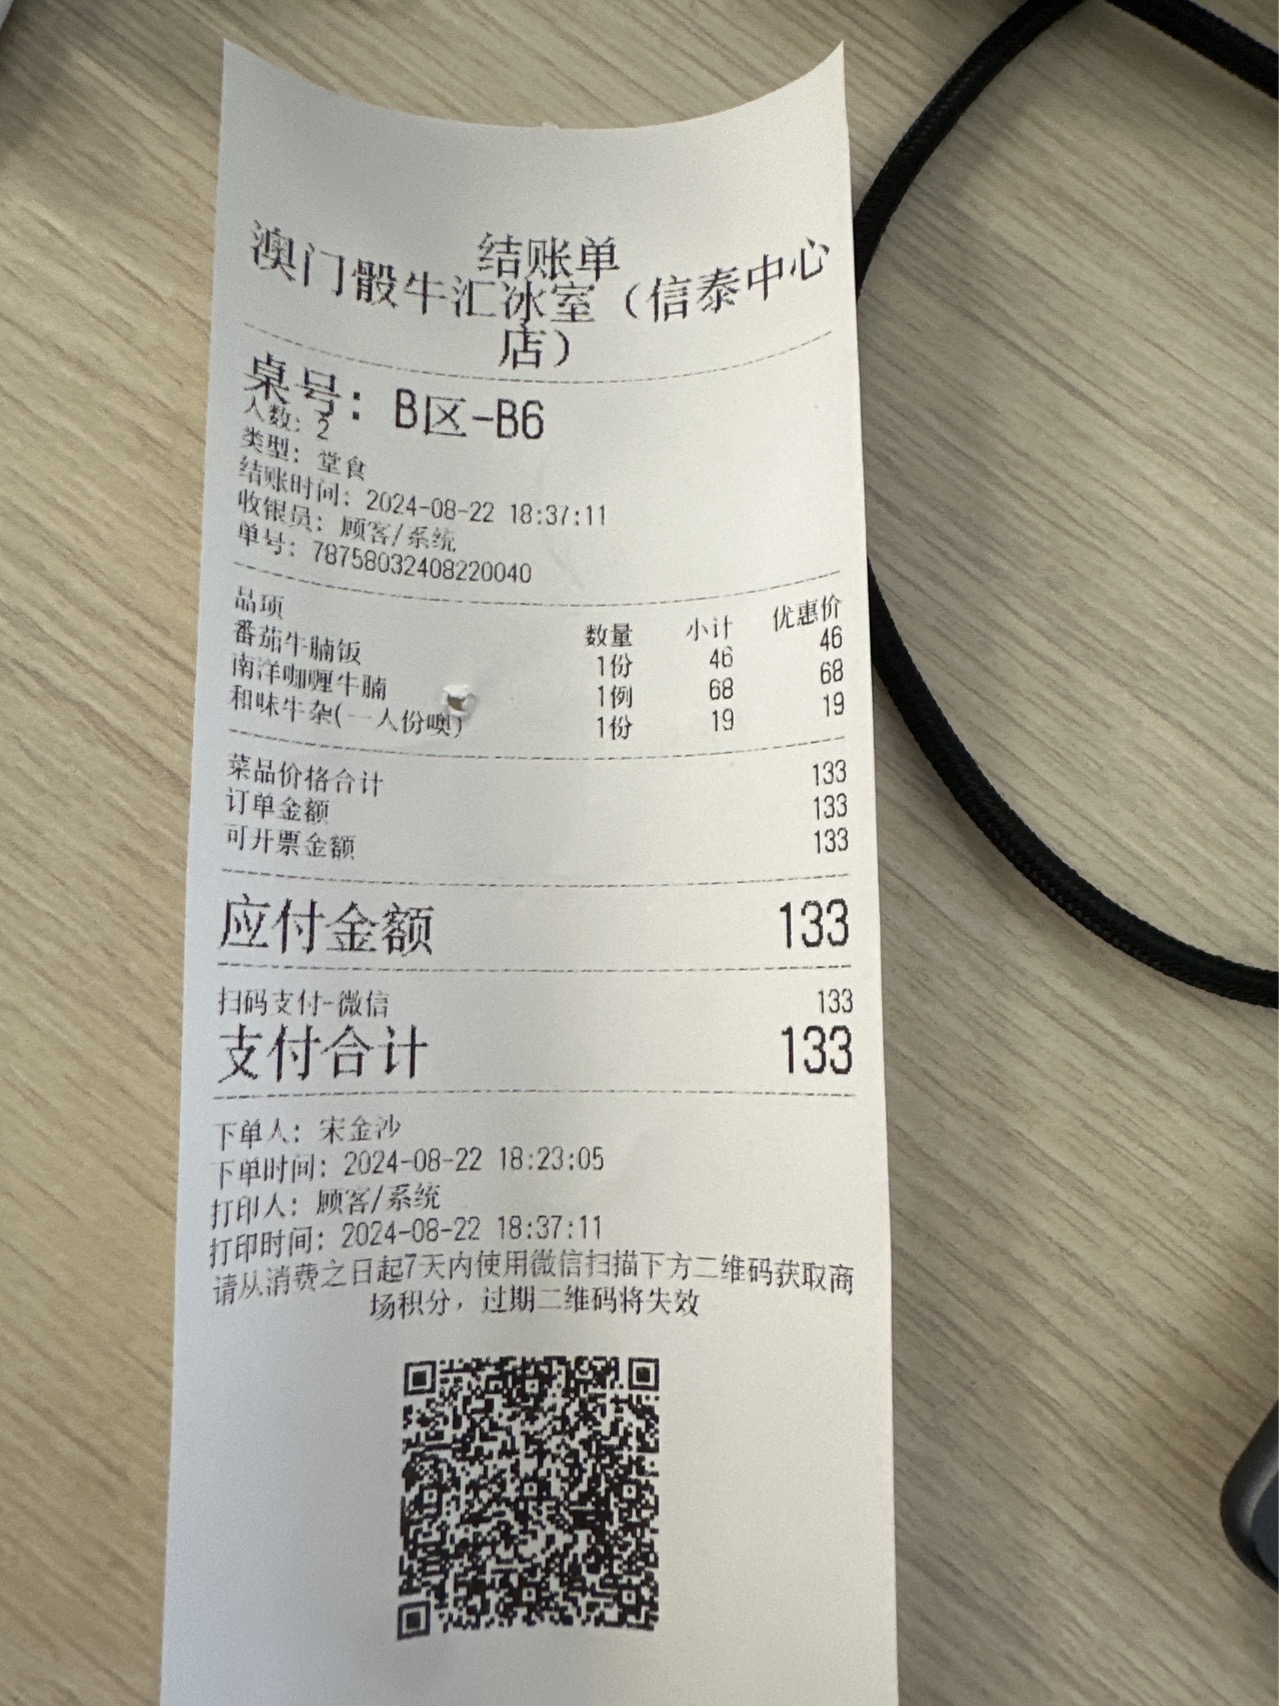 结账单
澳门骰牛汇冰室（信泰中心
店）
桌号：B区-B6
人数：2
类型：堂食
结账时间：2024-08-22 18:37:11
收银员：顾客/系统
单号：78758032408220040
品项 数量 小计 优惠价
番茄牛腩饭 1份 46 46
南洋咖喱牛腩 1例 68 68
和味牛杂(一人份噢) 1份 19 19
菜品价格合计 133
订单金额 133
可开票金额 133
应付金额 133
扫码支付-微信 133
支付合计 133
下单人：宋金沙
下单时间：2024-08-22 18:23:05
打印人：顾客/系统
打印时间：2024-08-22 18:37:11
请从消费之日起7天内使用微信扫描下方二维码获取商
场积分，过期二维码将失效